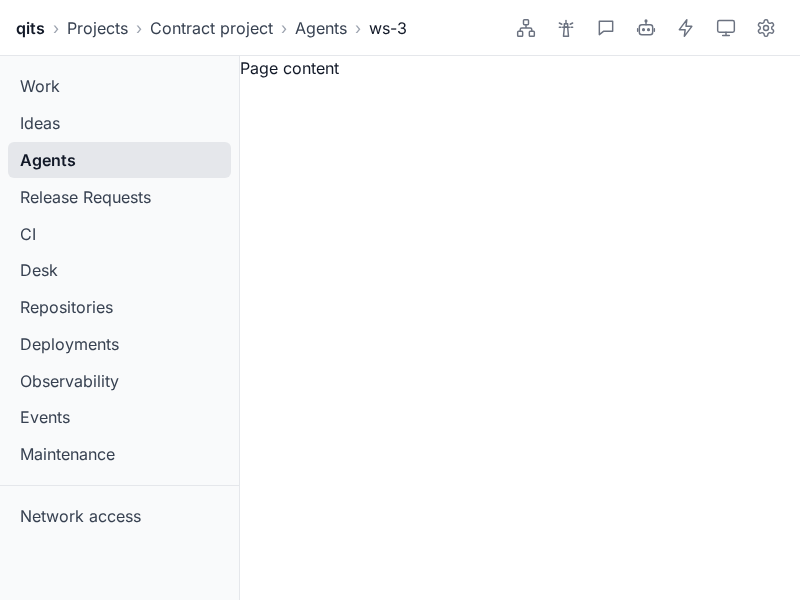 qits › Projects › Contract project › Agents › ws-3
Work
Ideas
Agents
Release Requests
CI
Desk
Repositories
Deployments
Observability
Events
Maintenance
Network access
Page content